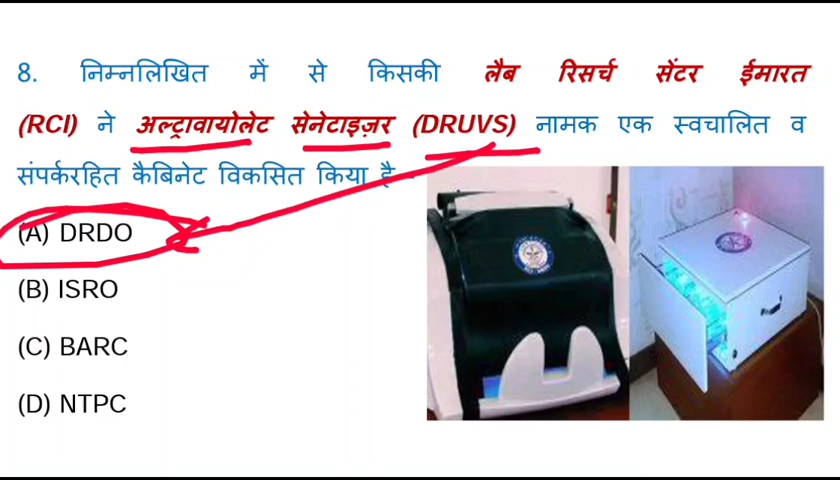 8. निम्नलिखित में से किसकी लैब रिसर्च सेंटर ईमारत
(RCI) ने अल्ट्रावायोलेट सेनेटाइज़र (DRUVS) नामक एक स्वचालित व
संपर्करहित कैबिनेट विकसित किया है
(A) DRDO
(B) ISRO
(C) BARC
(D) NTPC